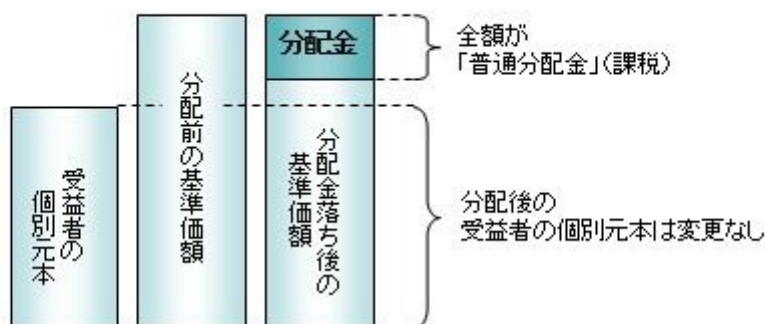 受益者の
個別元本
分配前の基準価額
分配金
分配金落ち後の
基準価額
全額が
「普通分配金」(課税)
分配後の
受益者の個別元本は変更なし